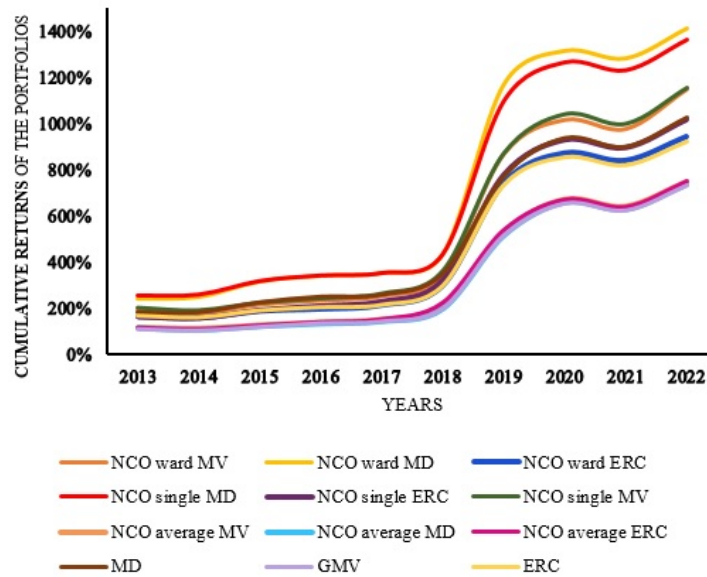 CUMULATIVE RETURNS OF THE PORTFOLIOS
1400%
1200%
1000%
800%
600%
400%
200%
0%
2013 2014 2015 2016 2017 2018 2019 2020 2021 2022
YEARS
NCO ward MV NCO ward MD NCO ward ERC
NCO single MD NCO single ERC NCO single MV
NCO average MV NCO average MD NCO average ERC
MD GMV ERC